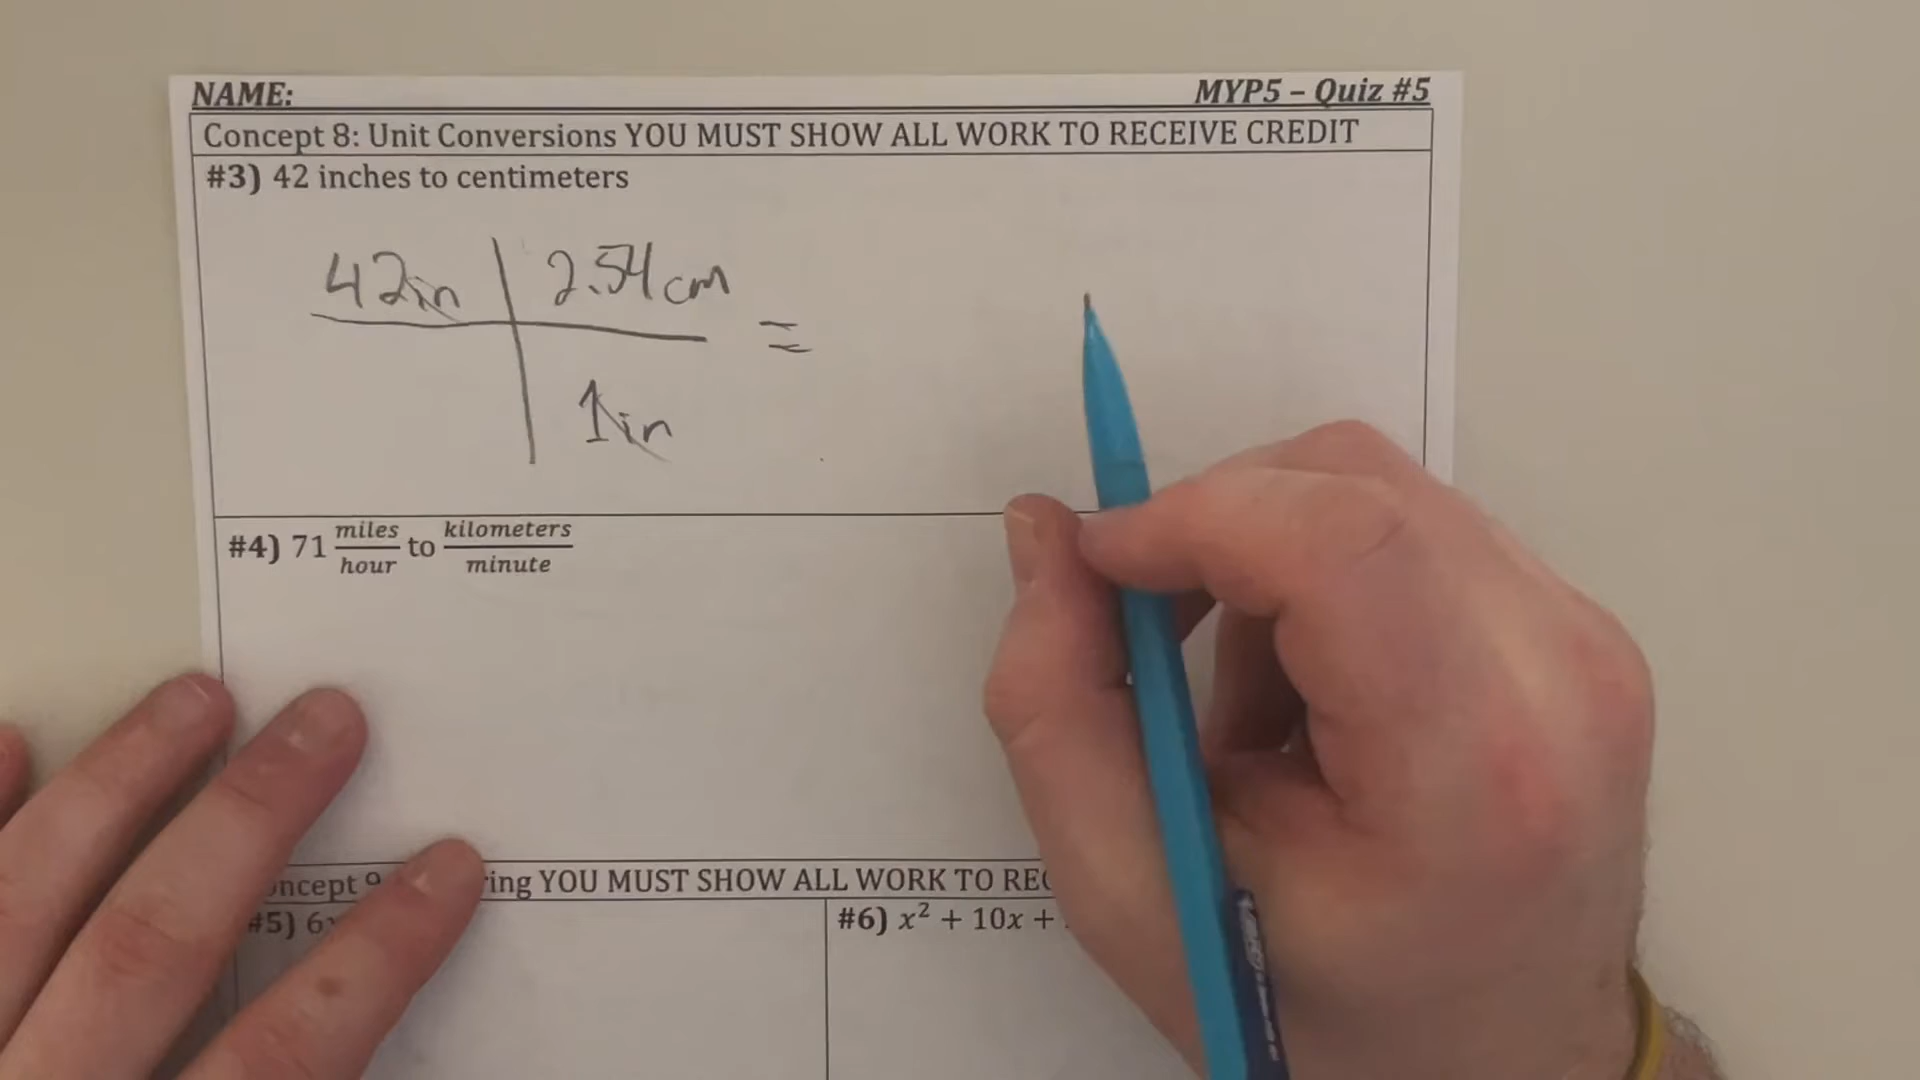 NAME: MYP5 – Quiz #5
Concept 8: Unit Conversions YOU MUST SHOW ALL WORK TO RECEIVE CREDIT
#3) 42 inches to centimeters
42in 2.54cm =
1in
#4) 71 miles/hour to kilometers/minute
YOU MUST SHOW ALL WORK TO
#5) #6) x² + 10x +